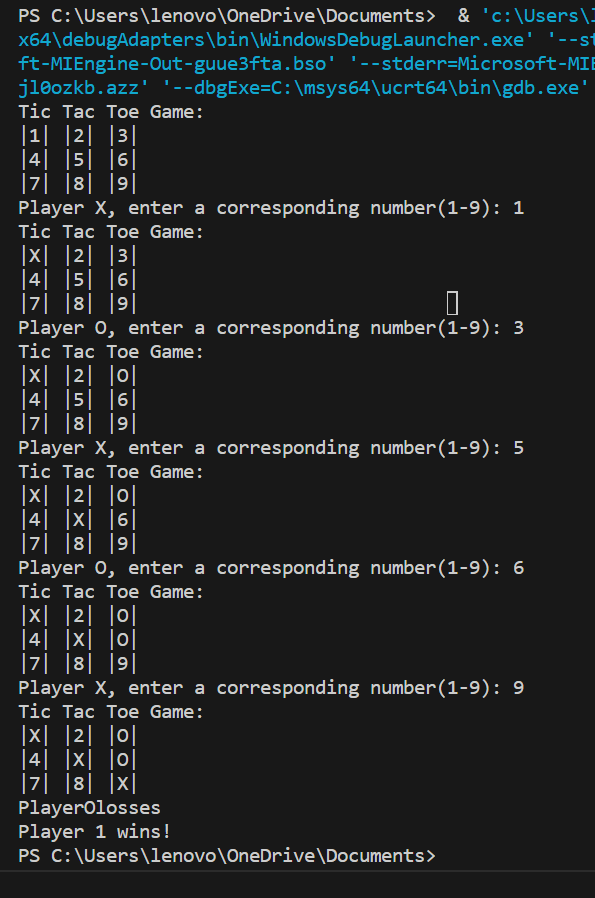 PS C:\Users\lenovo\OneDrive\Documents>  & 'c:\Users\
x64\debugAdapters\bin\WindowsDebugLauncher.exe' '--st
ft-MIEngine-Out-guue3fta.bso' '--stderr=Microsoft-MIE
jl0ozkb.azz' '--dbgExe=C:\msys64\ucrt64\bin\gdb.exe'
Tic Tac Toe Game:
|1| |2| |3|
|4| |5| |6|
|7| |8| |9|
Player X, enter a corresponding number(1-9): 1
Tic Tac Toe Game:
|X| |2| |3|
|4| |5| |6|
|7| |8| |9|
Player O, enter a corresponding number(1-9): 3
Tic Tac Toe Game:
|X| |2| |O|
|4| |5| |6|
|7| |8| |9|
Player X, enter a corresponding number(1-9): 5
Tic Tac Toe Game:
|X| |2| |O|
|4| |X| |6|
|7| |8| |9|
Player O, enter a corresponding number(1-9): 6
Tic Tac Toe Game:
|X| |2| |O|
|4| |X| |O|
|7| |8| |9|
Player X, enter a corresponding number(1-9): 9
Tic Tac Toe Game:
|X| |2| |O|
|4| |X| |O|
|7| |8| |X|
PlayerOlosses
Player 1 wins!
PS C:\Users\lenovo\OneDrive\Documents>